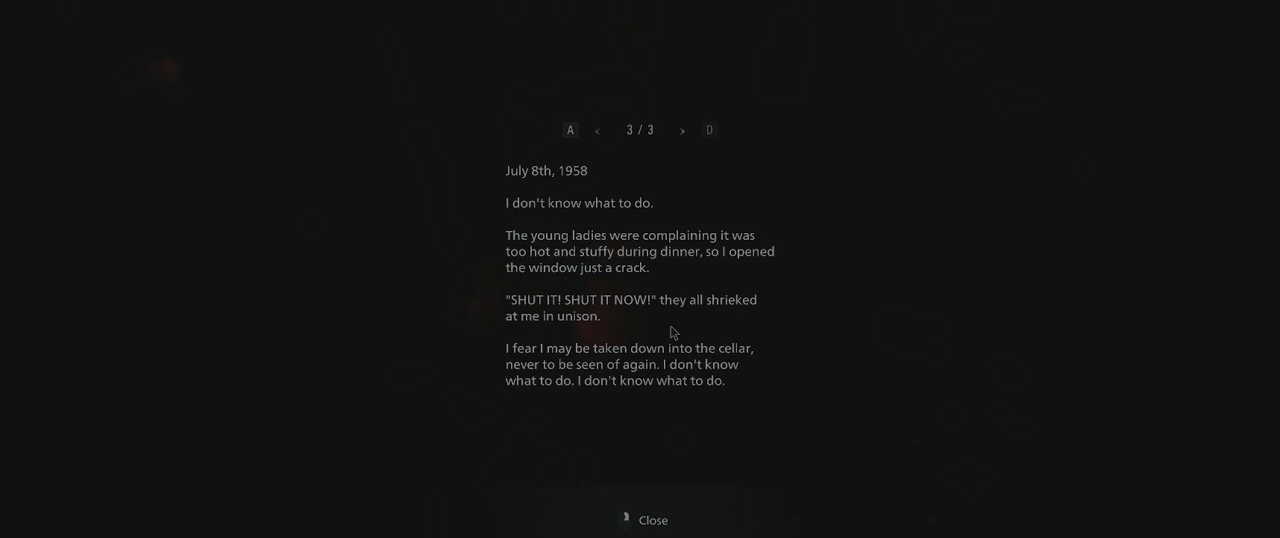 A < 3 / 3 > D
July 8th, 1958
I don't know what to do.
The young ladies were complaining it was
too hot and stuffy during dinner, so I opened
the window just a crack.
"SHUT IT! SHUT IT NOW!" they all shrieked
at me in unison.
I fear I may be taken down into the cellar,
never to be seen of again. I don't know
what to do. I don't know what to do.
Close